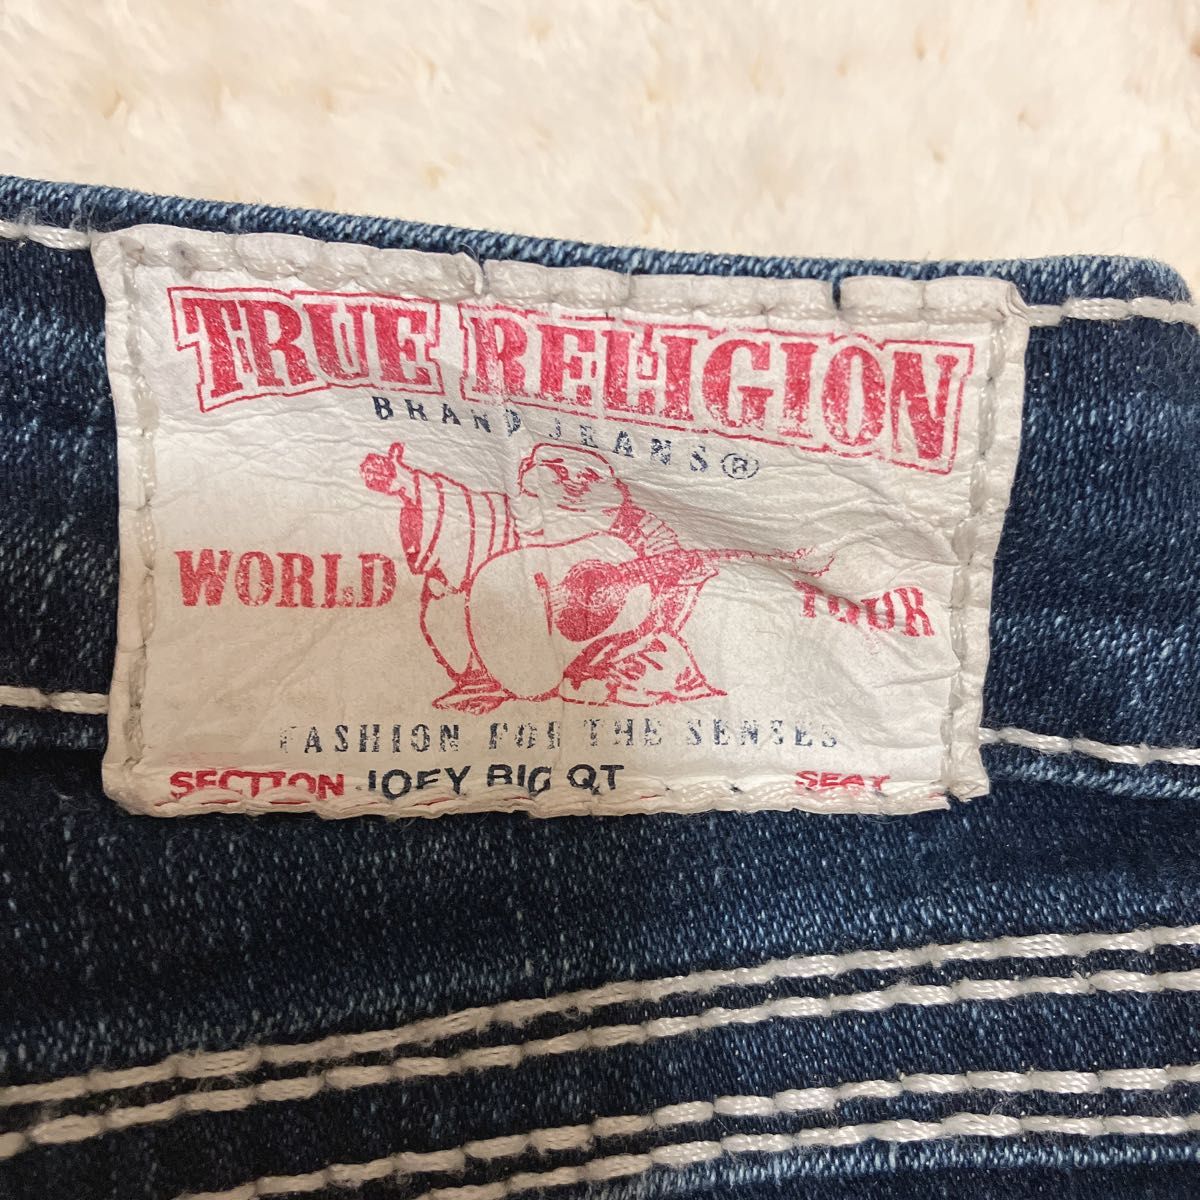 TRUE RELIGION
BRAND JEANS®
WORLD TOUR
FASHION FOR THE SENSES
SECTION JOEY BIG QT SEAT